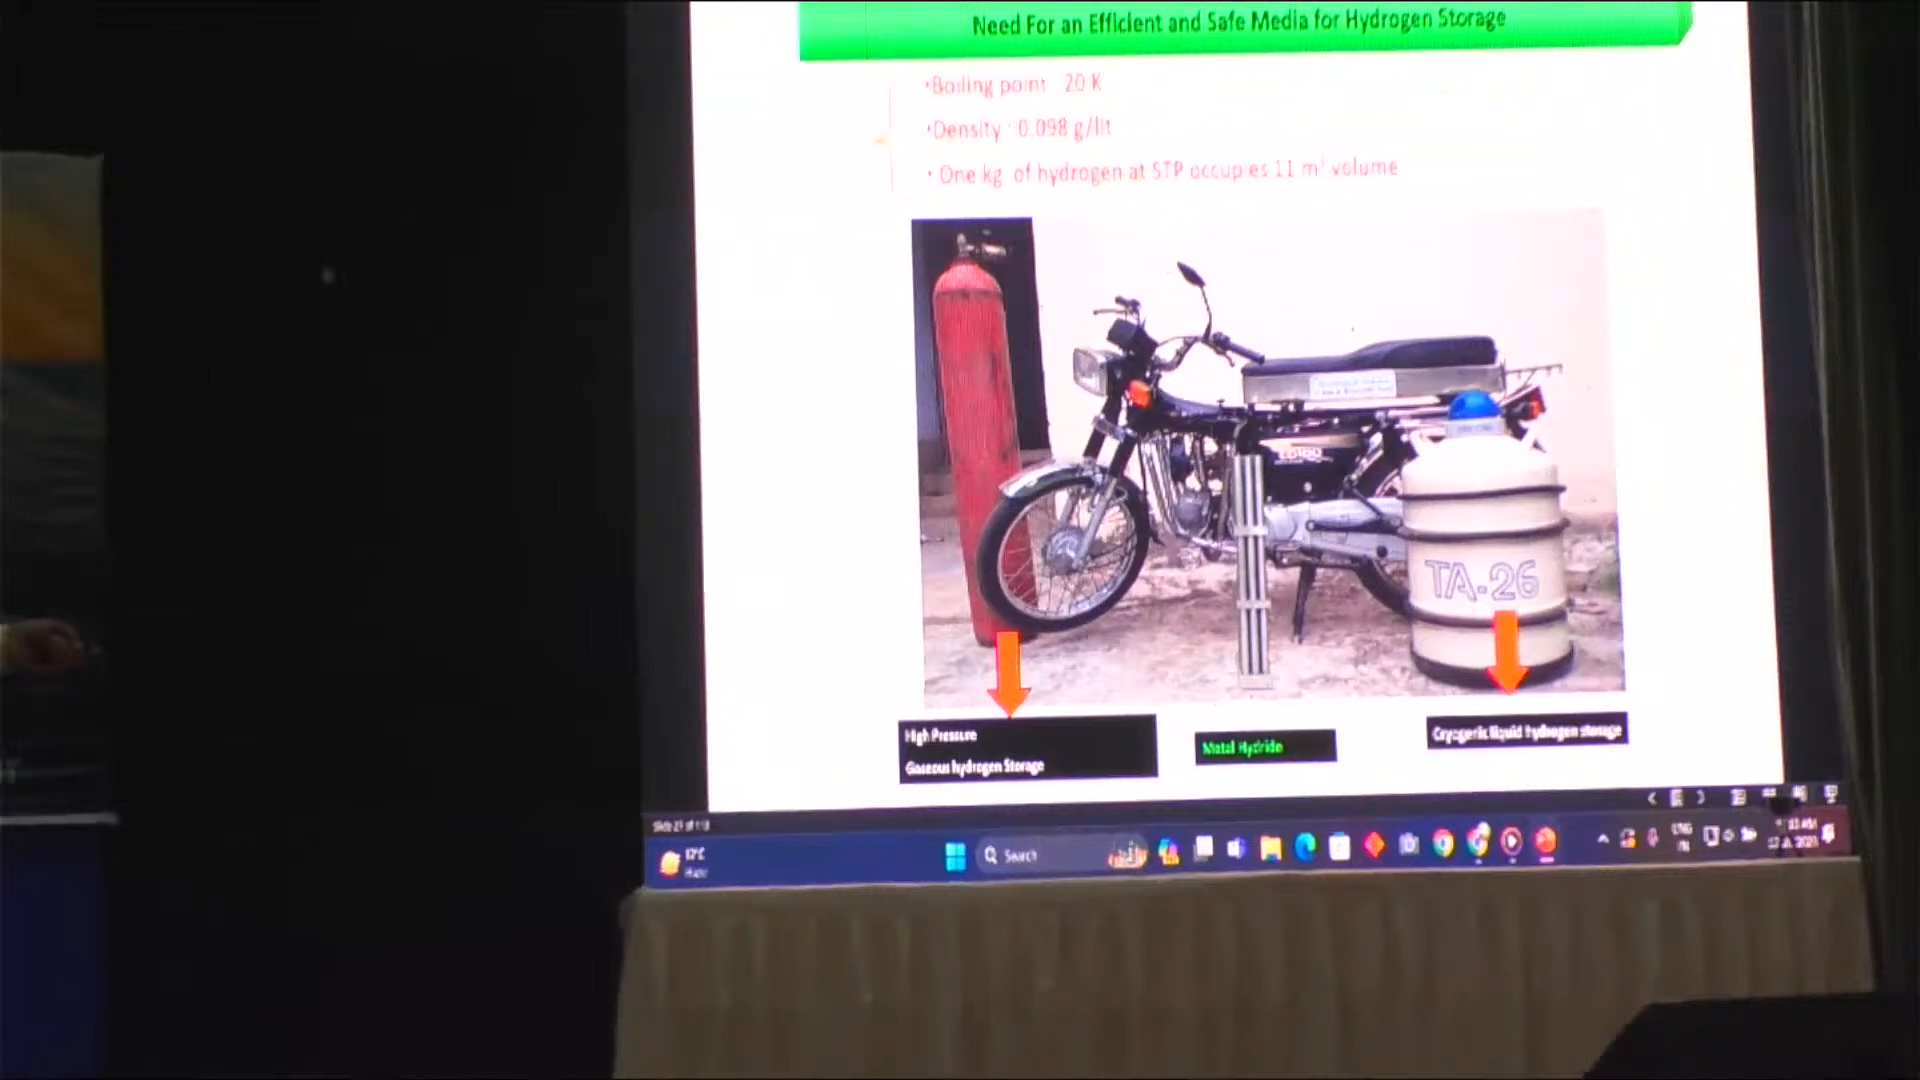 Need For an Efficient and Safe Media for Hydrogen Storage
•Boiling point : 20 K
•Density : 0.098 g/lit
• One kg of hydrogen at STP occupies 11 m³ volume
TA-26
High Pressure
Gaseous hydrogen Storage
Metal Hydride
Cryogenic liquid hydrogen storage
Search
ENG